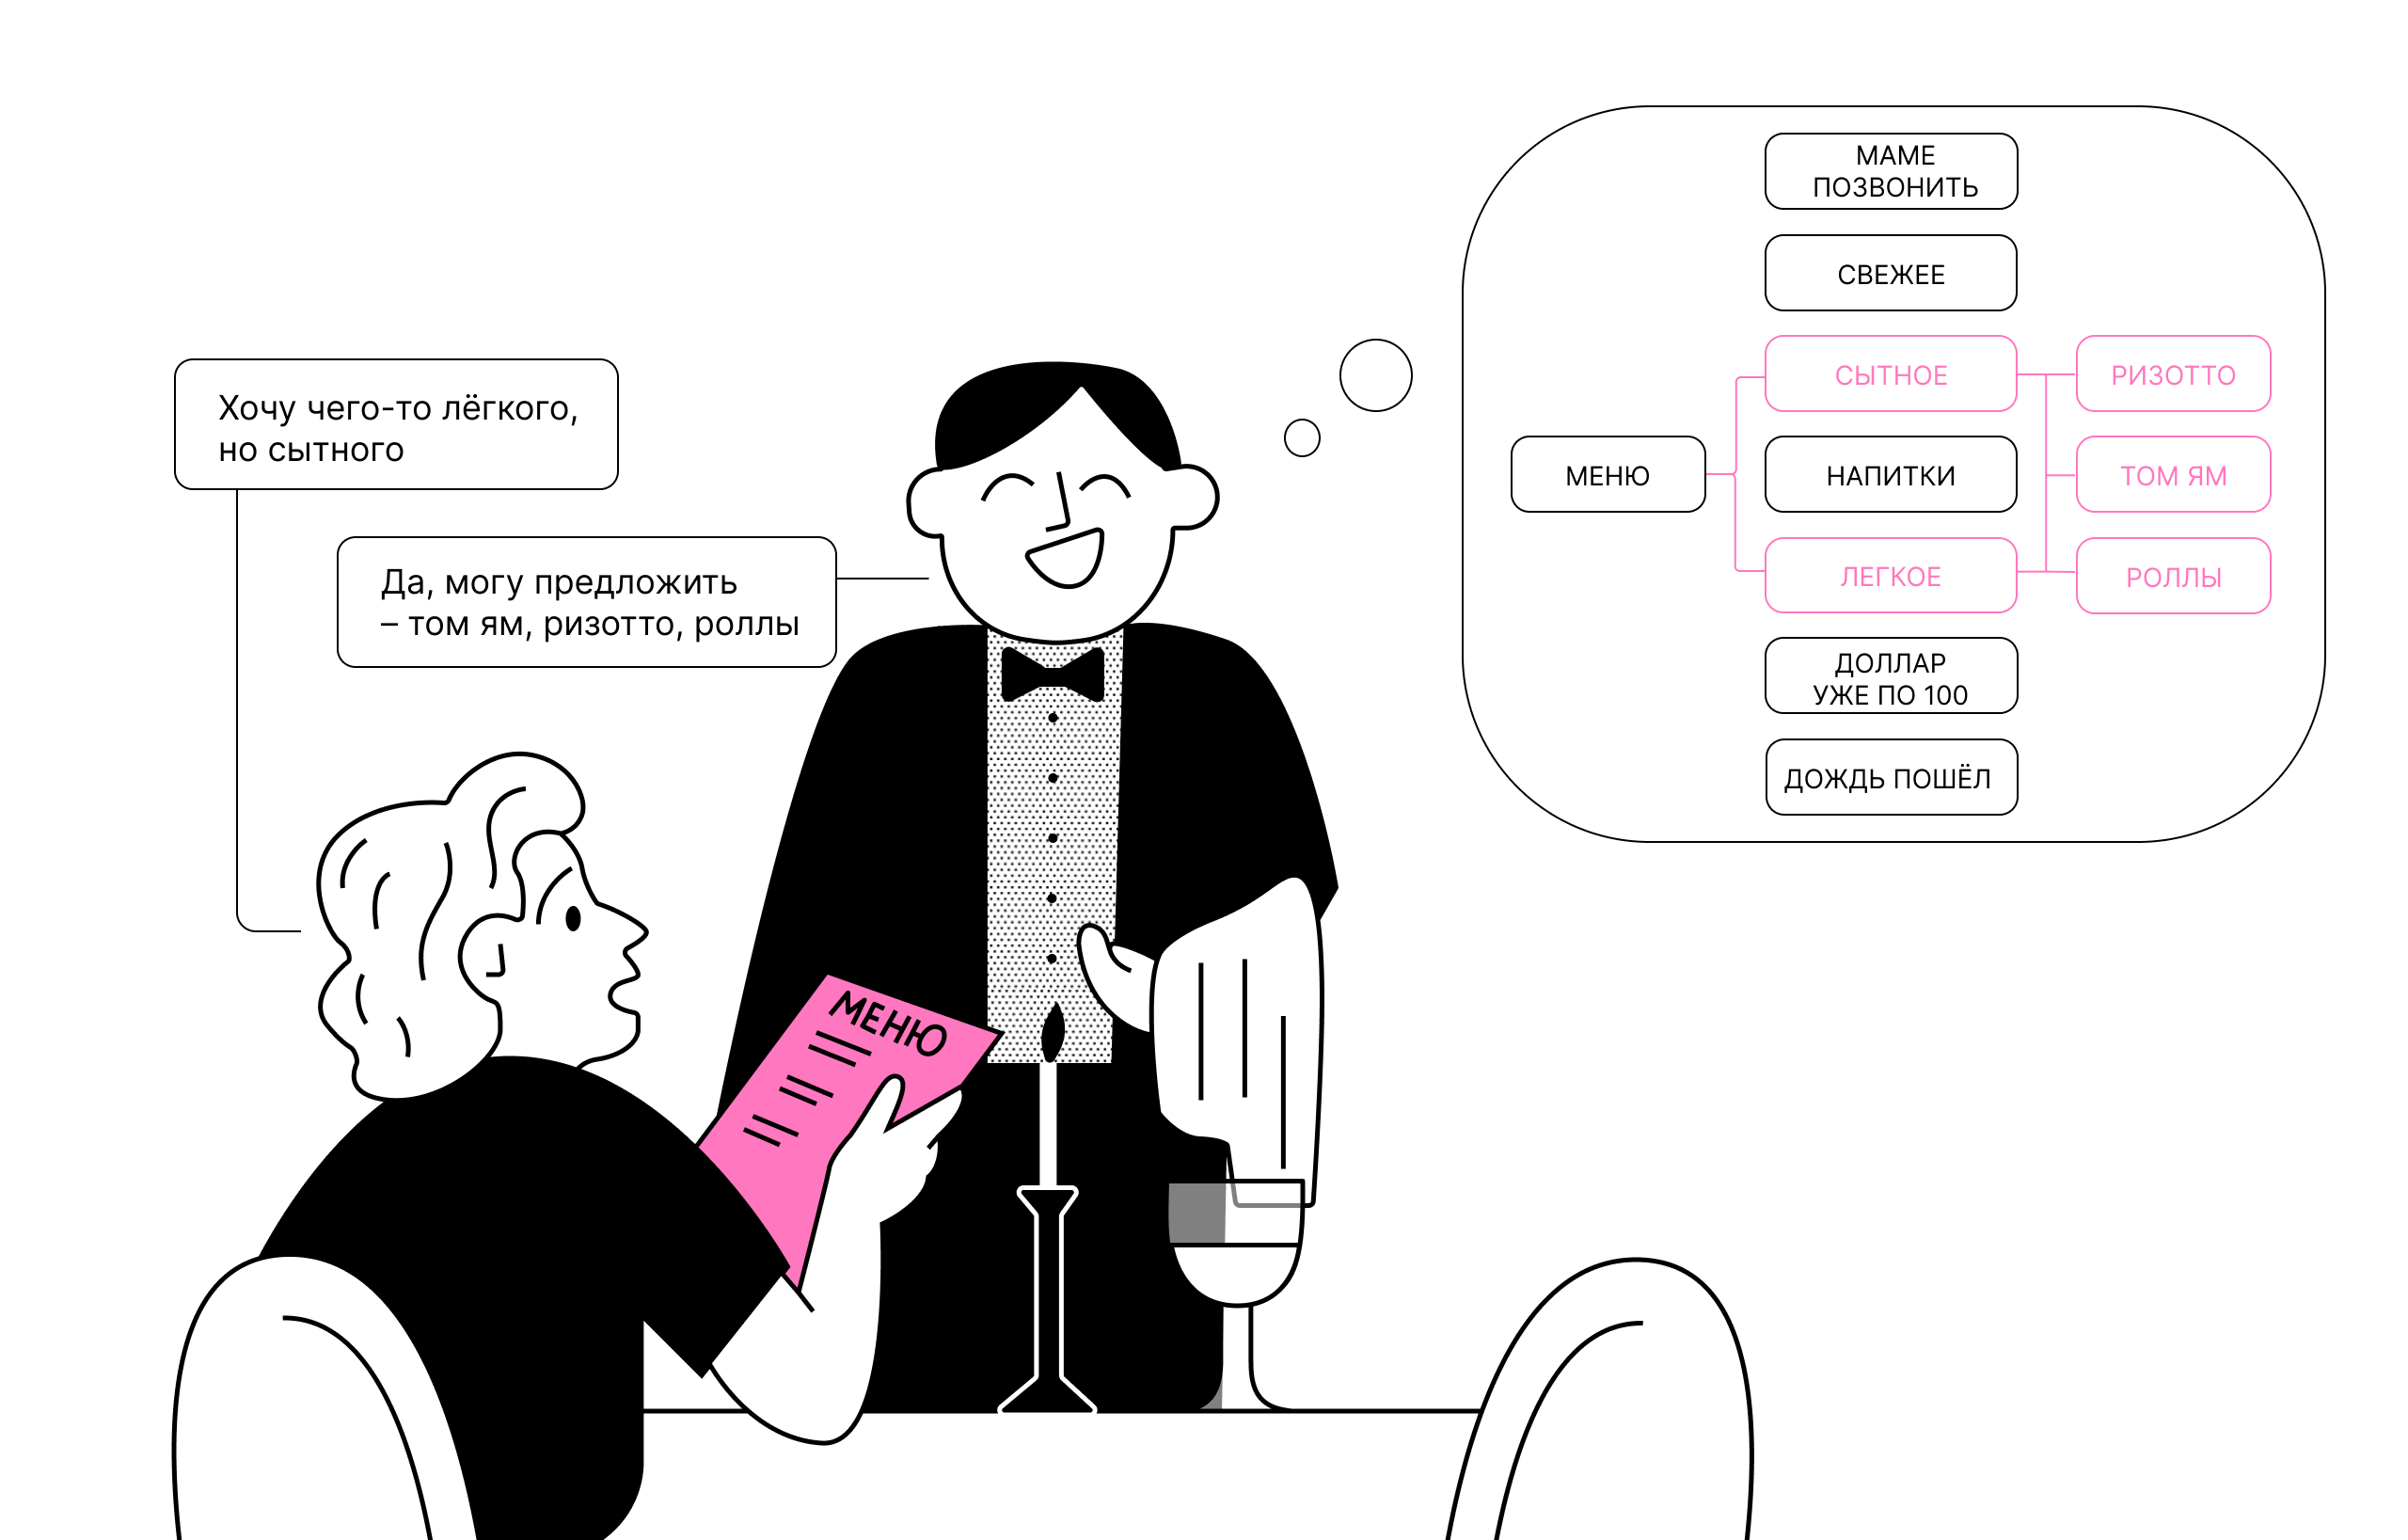 Хочу чего-то лёгкого,
но сытного
Да, могу предложить
– том ям, ризотто, роллы
МЕНЮ
МЕНЮ
МАМЕ
ПОЗВОНИТЬ
СВЕЖЕЕ
СЫТНОЕ
НАПИТКИ
ЛЕГКОЕ
ДОЛЛАР
УЖЕ ПО 100
ДОЖДЬ ПОШЁЛ
РИЗОТТО
ТОМ ЯМ
РОЛЛЫ